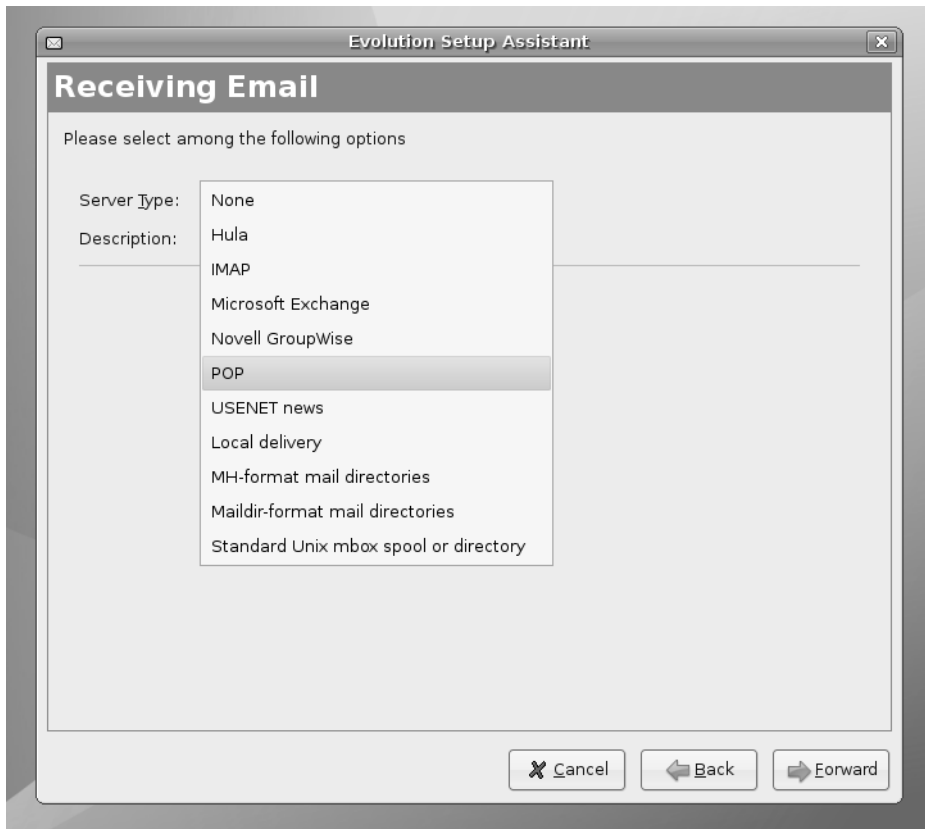 Evolution Setup Assistant
Receiving Email
Please select among the following options
Server Type:
None
Hula
Description:
IMAP
Microsoft Exchange
Novell GroupWise
POP
USENET news
Local delivery
MH-format mail directories
Maildir-format mail directories
Standard Unix mbox spool or directory
Cancel
Back
Forward